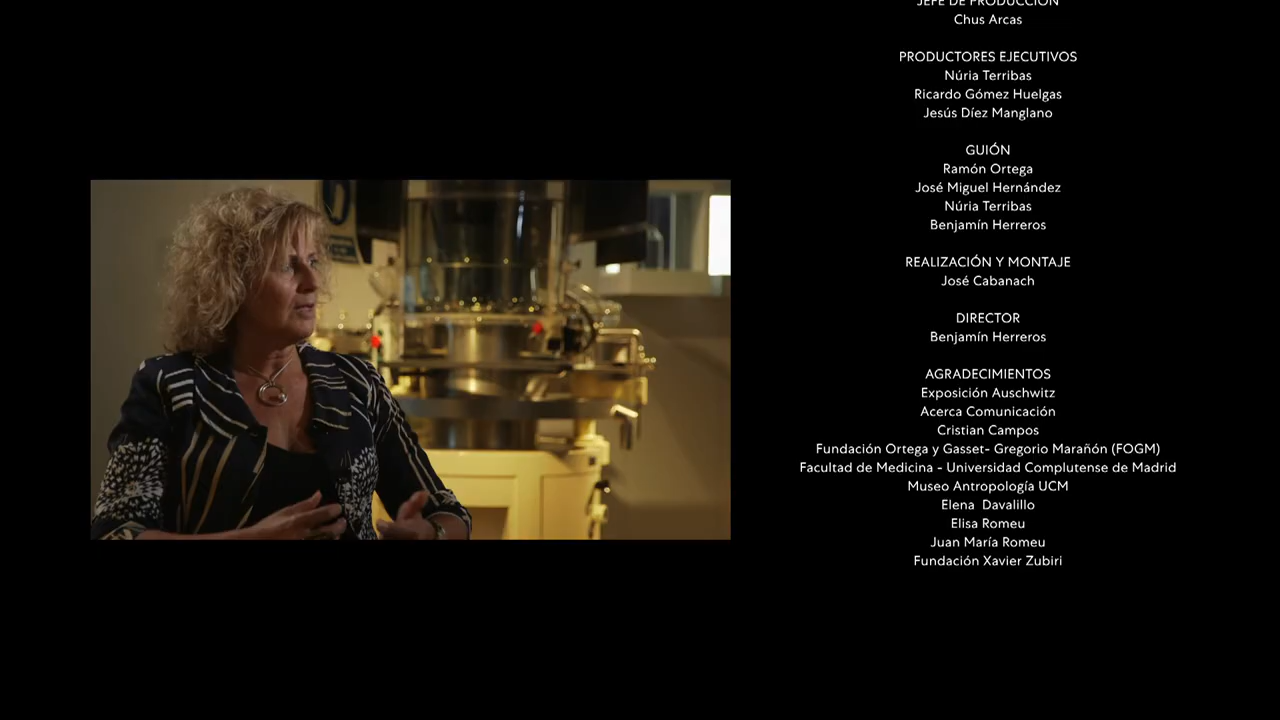 JEFE DE PRODUCCIÓN
Chus Arcas
PRODUCTORES EJECUTIVOS
Núria Terribas
Ricardo Gómez Huelgas
Jesús Díez Manglano
GUIÓN
Ramón Ortega
José Miguel Hernández
Núria Terribas
Benjamín Herreros
REALIZACIÓN Y MONTAJE
José Cabanach
DIRECTOR
Benjamín Herreros
AGRADECIMIENTOS
Exposición Auschwitz
Acerca Comunicación
Cristian Campos
Fundación Ortega y Gasset- Gregorio Marañón (FOGM)
Facultad de Medicina - Universidad Complutense de Madrid
Museo Antropología UCM
Elena  Davalillo
Elisa Romeu
Juan María Romeu
Fundación Xavier Zubiri